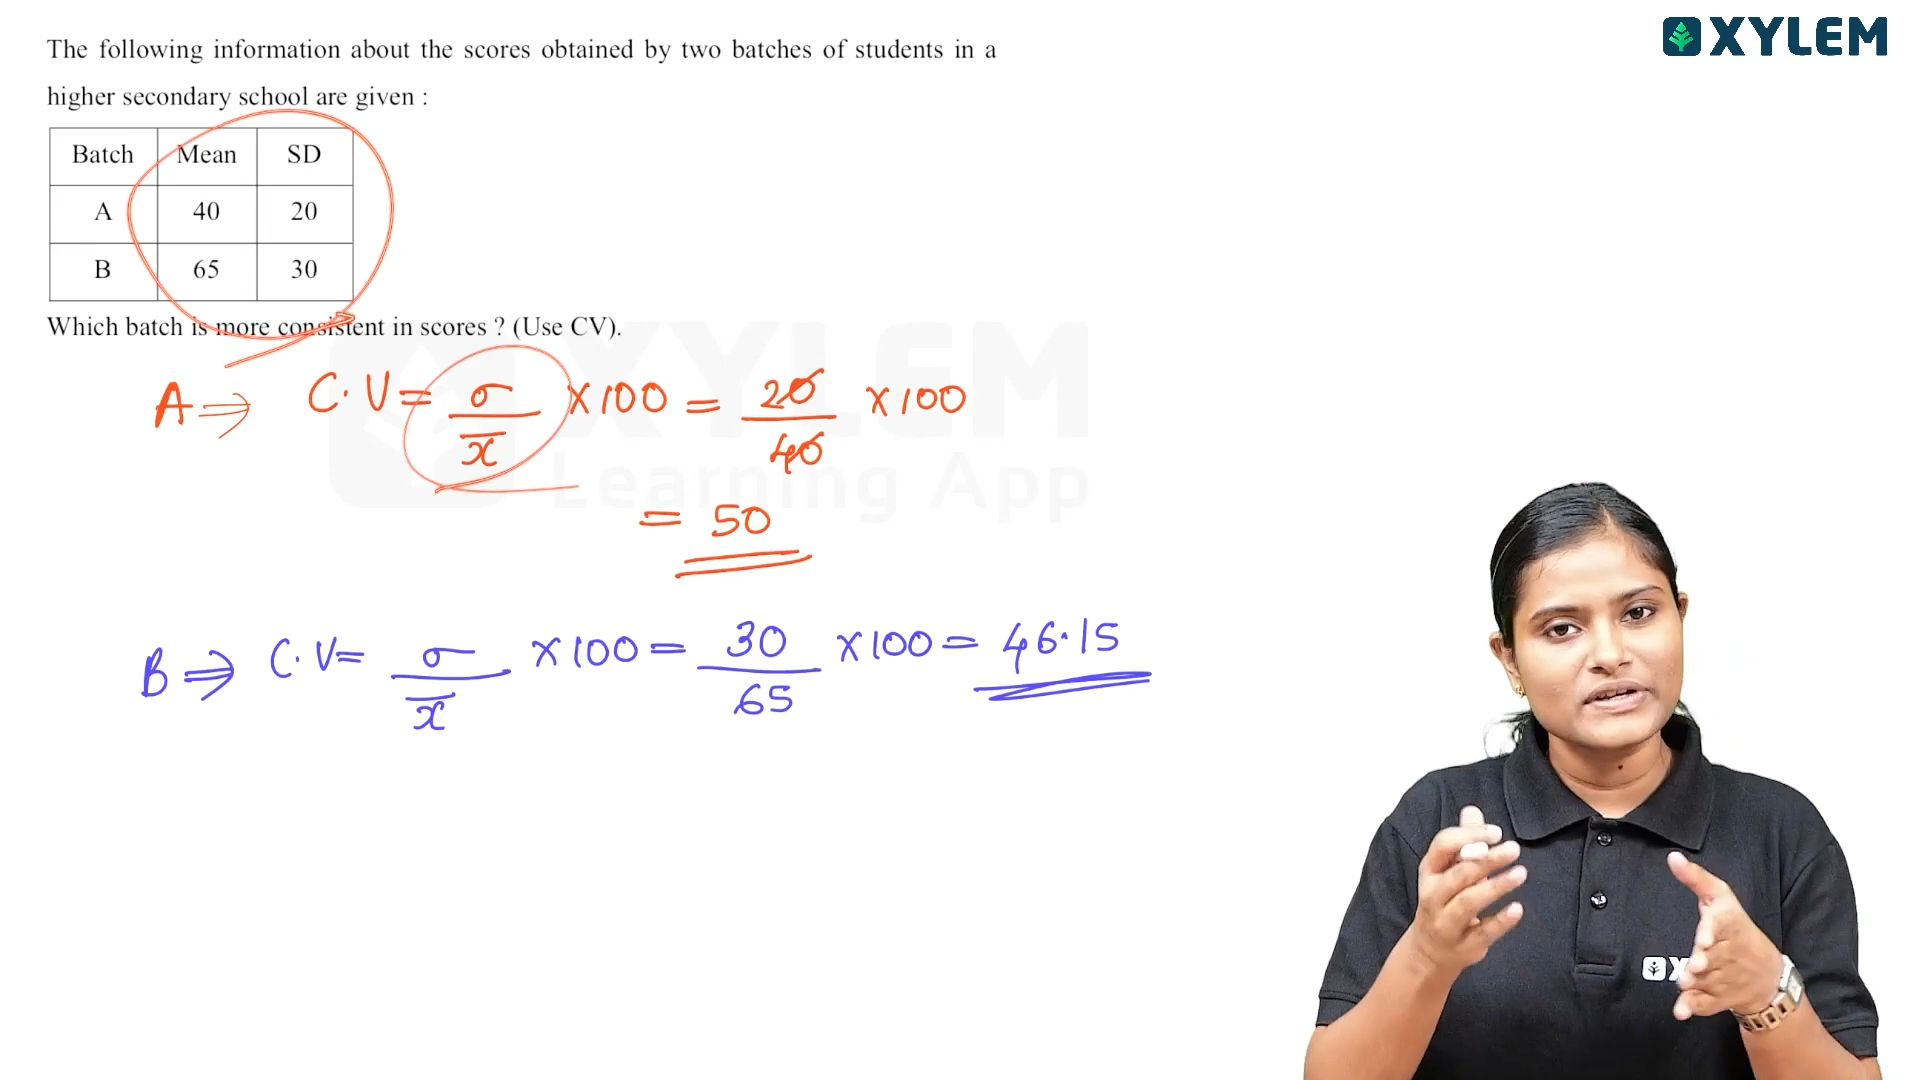 XYLEM
The following information about the scores obtained by two batches of students in a
higher secondary school are given :
Batch Mean SD
A 40 20
B 65 30
Which batch is more consistent in scores ? (Use CV).
XYLEM
Learning App
A ⇒ C.V = σ/x̄ ×100 = 20/40 ×100
= 50
B ⇒ C.V = σ/x̄ ×100 = 30/65 ×100 = 46.15
X